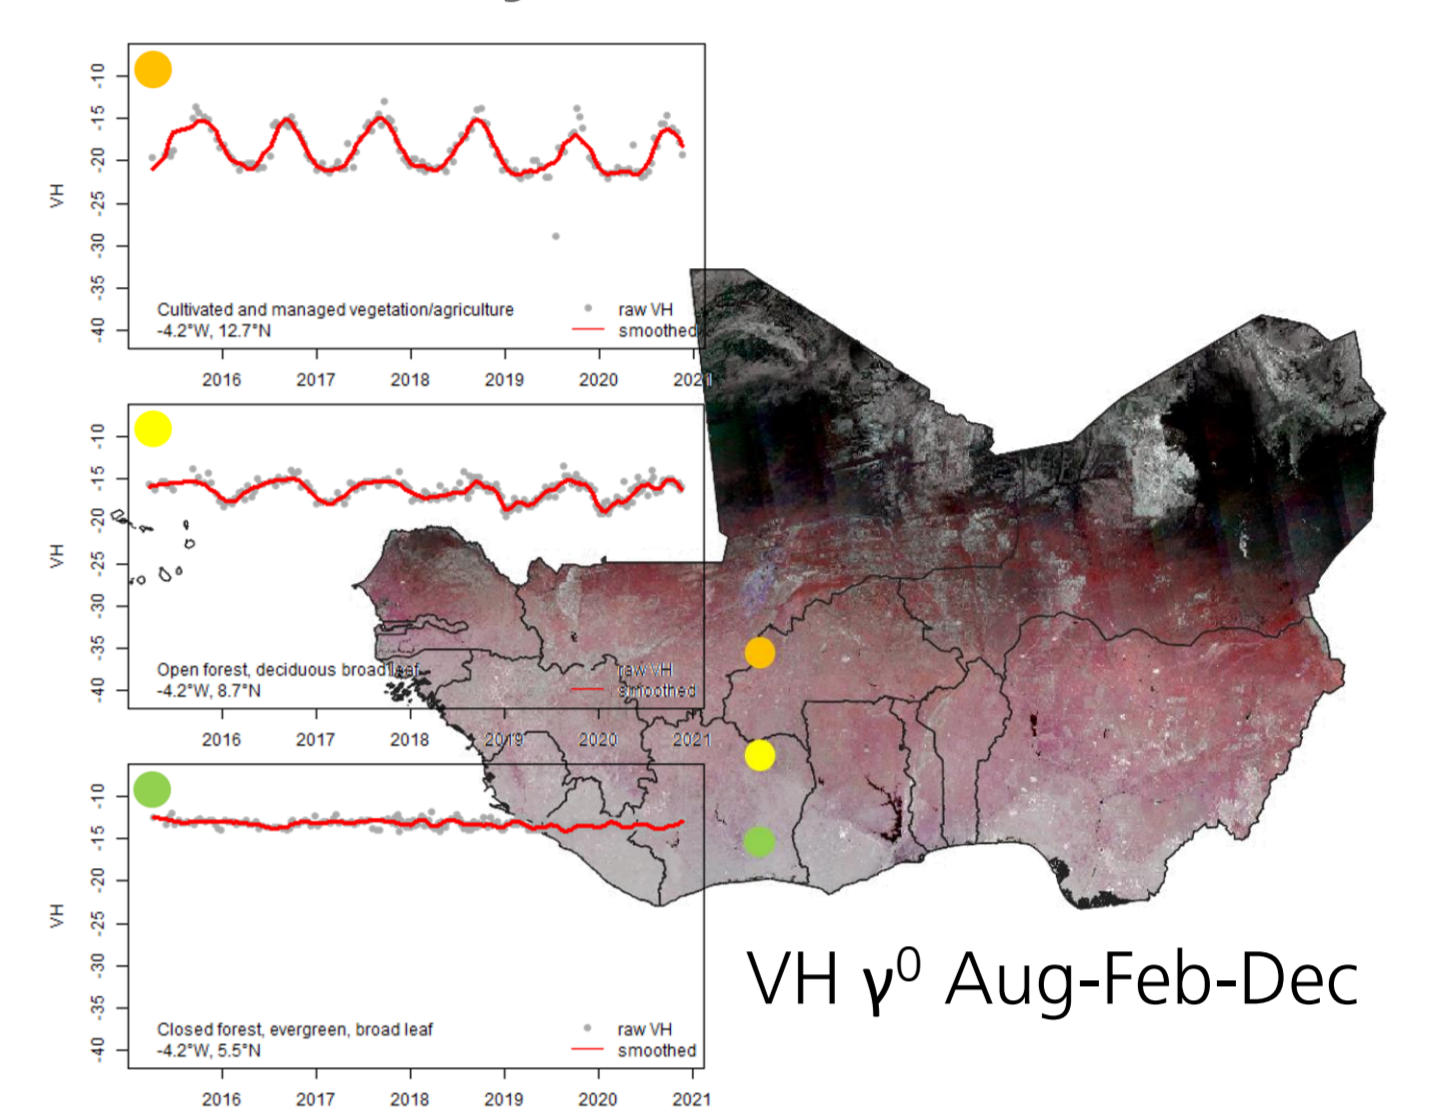 -10
-15
-20
-25
-30
-35
-40
VH
Cultivated and managed vegetation/agriculture
-4.2°W, 12.7°N
raw VH
smoothed
2016 2017 2018 2019 2020 2021
-10
-15
-20
-25
-30
-35
-40
VH
Open forest, deciduous broad leaf
-4.2°W, 8.7°N
raw VH
smoothed
2016 2017 2018 2019 2020 2021
-10
-15
-20
-25
-30
-35
-40
VH
Closed forest, evergreen, broad leaf
-4.2°W, 5.5°N
raw VH
smoothed
2016 2017 2018 2019 2020 2021
VH γ⁰ Aug-Feb-Dec